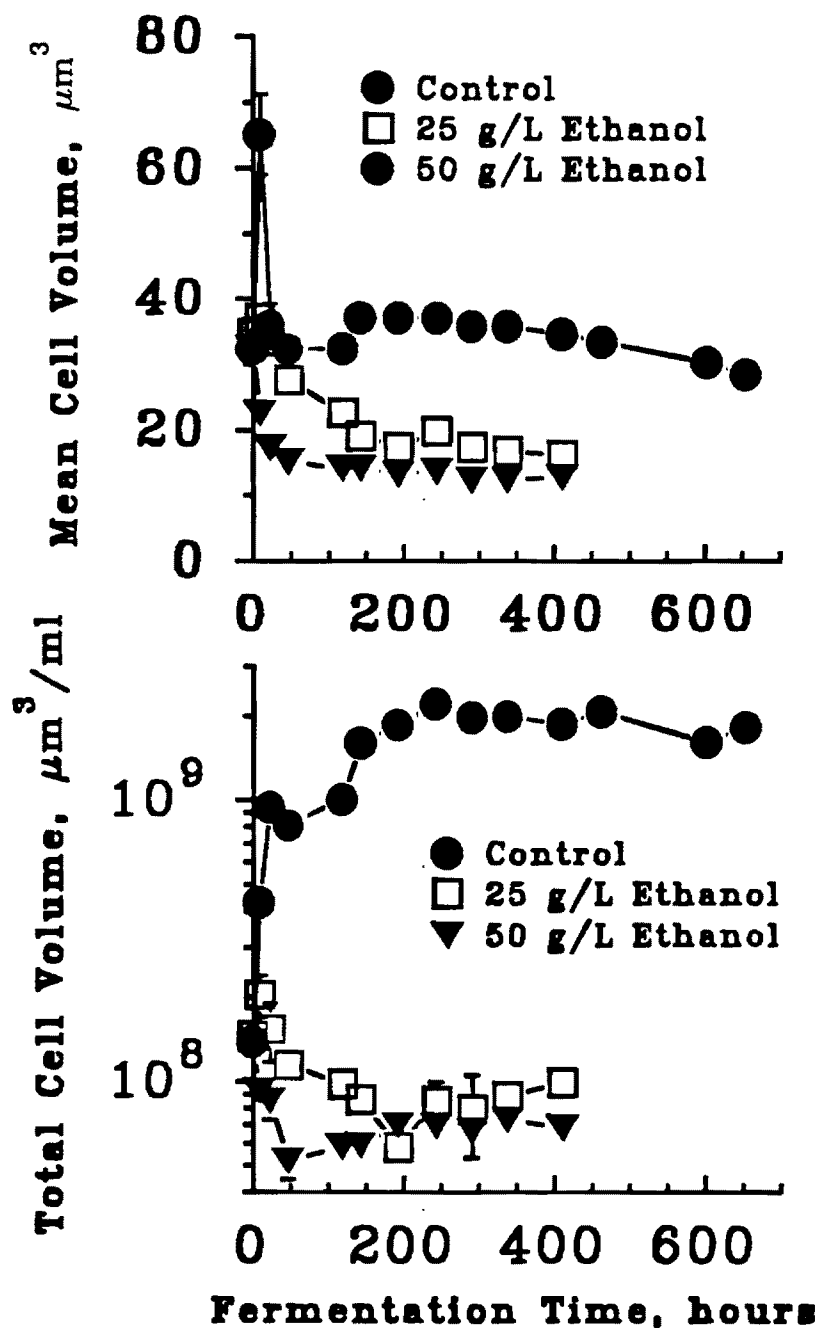 Mean Cell Volume, μm³
80
60
40
20
0
Control
25 g/L Ethanol
50 g/L Ethanol
0 200 400 600
Total Cell Volume, μm³/ml
10⁹
10⁸
Control
25 g/L Ethanol
50 g/L Ethanol
0 200 400 600
Fermentation Time, hours